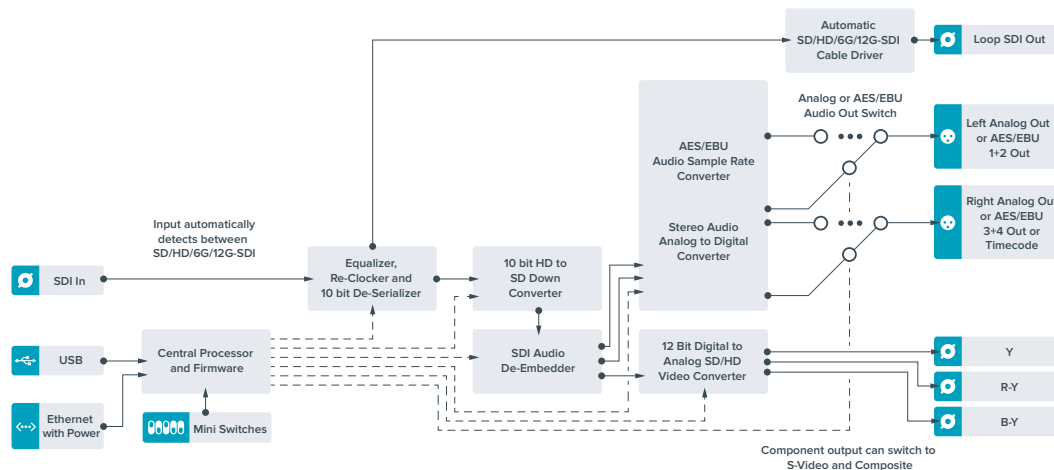 Automatic
SD/HD/6G/12G-SDI
Cable Driver
Loop SDI Out
Analog or AES/EBU
Audio Out Switch
Left Analog Out
or AES/EBU
1+2 Out
AES/EBU
Audio Sample Rate
Converter
Right Analog Out
or AES/EBU
3+4 Out or
Timecode
Stereo Audio
Analog to Digital
Converter
Input automatically
detects between
SD/HD/6G/12G-SDI
SDI In
Equalizer,
Re-Clocker and
10 bit De-Serializer
10 bit HD to
SD Down
Converter
USB
Central Processor
and Firmware
SDI Audio
De-Embedder
12 Bit Digital to
Analog SD/HD
Video Converter
Y
R-Y
B-Y
Ethernet
with Power
Mini Switches
Component output can switch to
S-Video and Composite